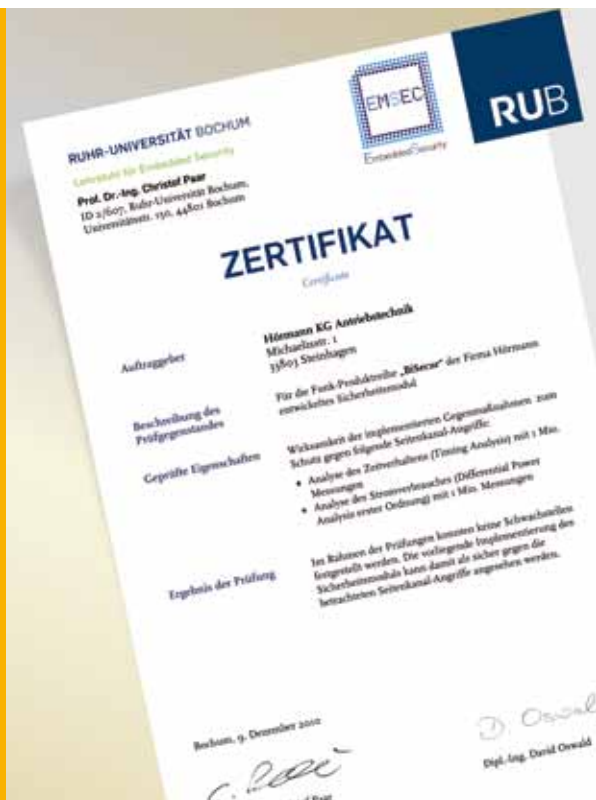 RUHR-UNIVERSITÄT BOCHUM
Lehrstuhl für Embedded Security
Prof. Dr.-Ing. Christof Paar
ID 2/607, Ruhr-Universität Bochum,
Universitätsstr. 150, 44801 Bochum
EMSEC
Embedded Security
RUB
ZERTIFIKAT
Certificate
Auftraggeber
Hörmann KG Antriebstechnik
Michaelisstr. 1
33803 Steinhagen
Beschreibung des
Prüfgegenstandes
Für die Funk-Produktreihe „BiSecur“ der Firma Hörmann
entwickeltes Sicherheitsmodul
Geprüfte Eigenschaften
Wirksamkeit der implementierten Gegenmaßnahmen zum
Schutz gegen folgende Seitenkanal-Angriffe:
• Analyse des Zeitverhaltens (Timing Analysis) mit 1 Mio.
Messungen
• Analyse des Stromverbrauches (Differential Power
Analysis erster Ordnung) mit 1 Mio. Messungen
Ergebnis der Prüfung
Im Rahmen der Prüfungen konnten keine Schwachstellen
festgestellt werden. Die vorliegende Implementierung des
Sicherheitsmoduls kann damit als sicher gegen die
betrachteten Seitenkanal-Angriffe angesehen werden.
Bochum, 9. Dezember 2010
D. Oswald
Dipl.-Ing. David Oswald
Paar